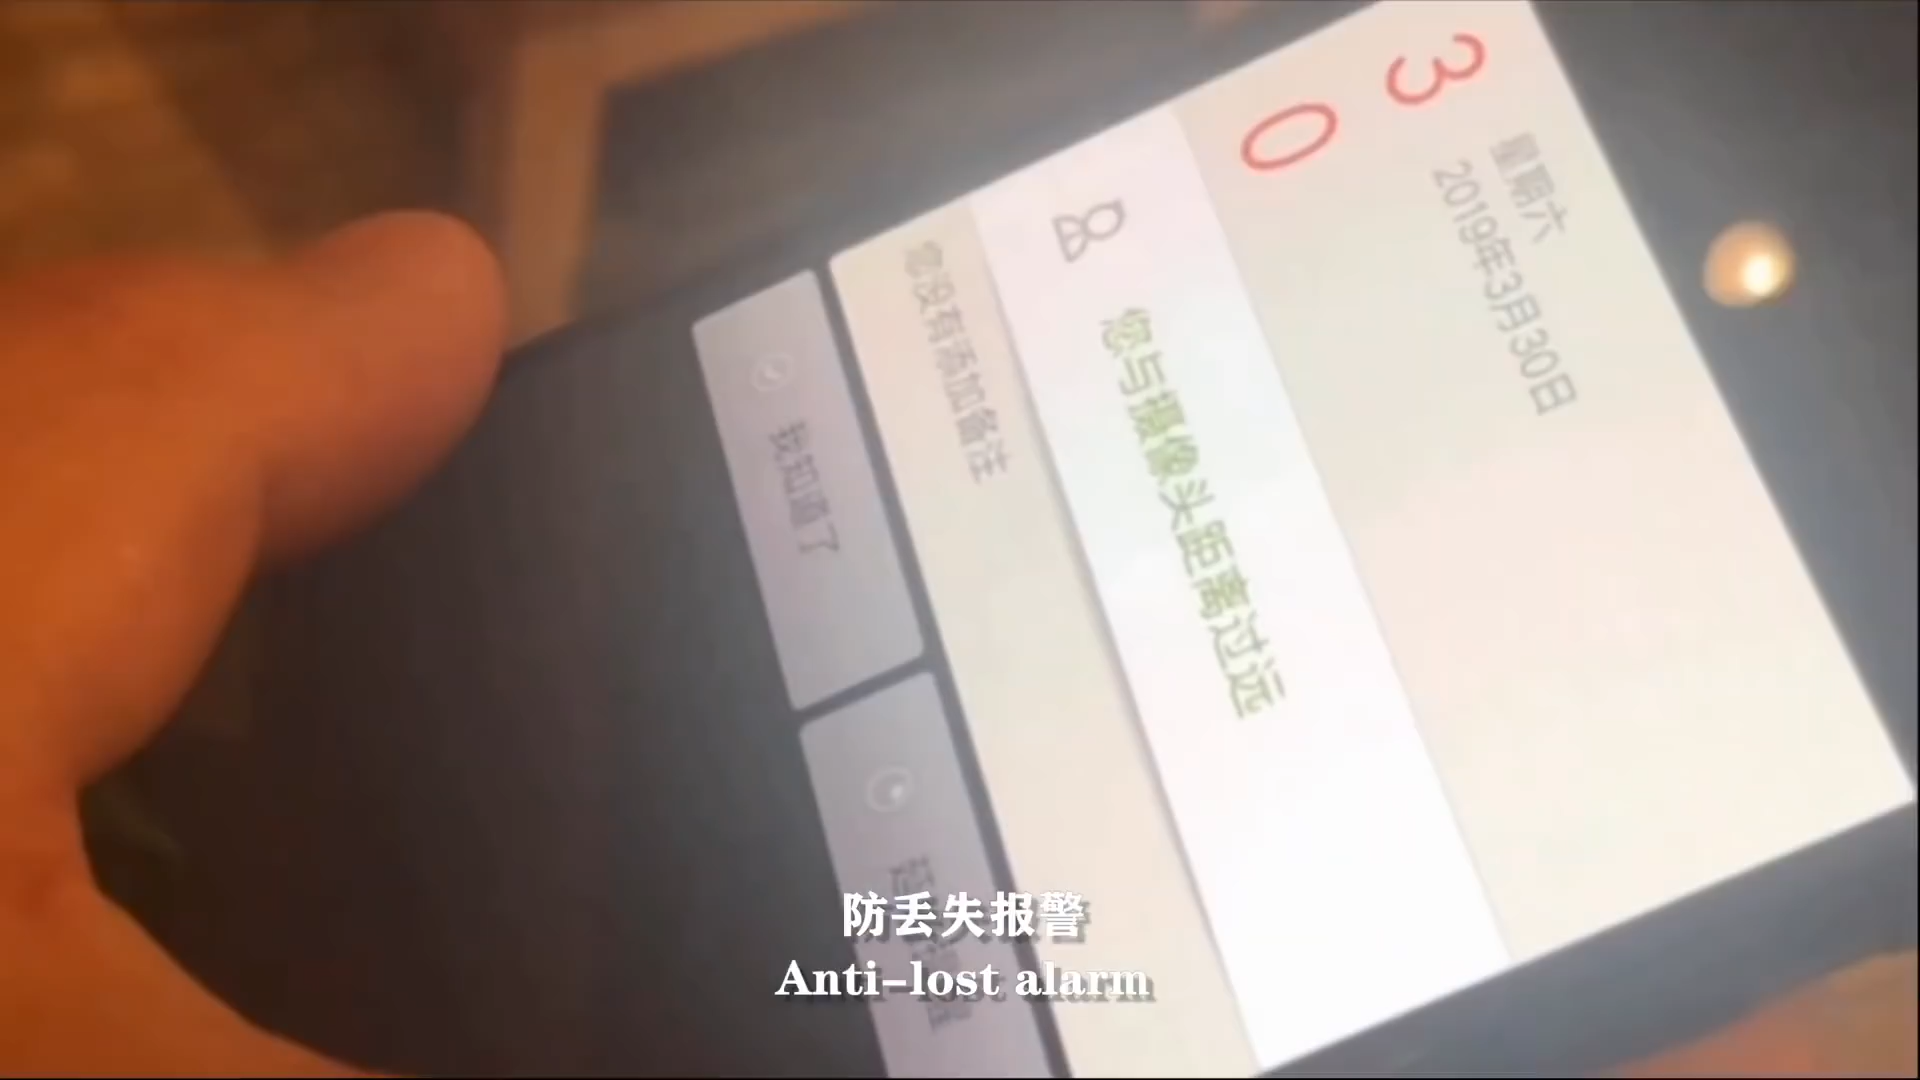 30
星期六
2019年3月30日
您与摄像头距离过远
您没有添加备注
我知道了
防丢失报警
Anti-lost alarm